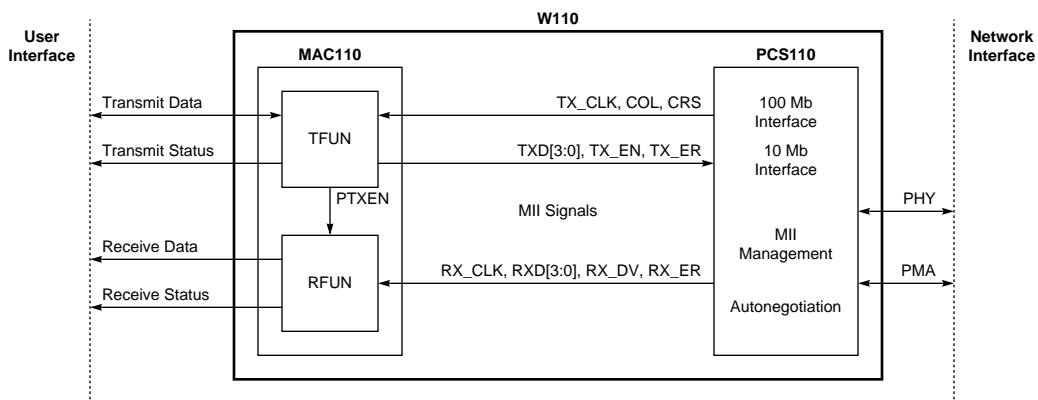 W110
User
Interface
Network
Interface
MAC110
PCS110
Transmit Data
TX_CLK, COL, CRS
100 Mb
Interface
TFUN
Transmit Status
TXD[3:0], TX_EN, TX_ER
10 Mb
Interface
PTXEN
MII Signals
PHY
Receive Data
MII
Management
RX_CLK, RXD[3:0], RX_DV, RX_ER
PMA
RFUN
Receive Status
Autonegotiation